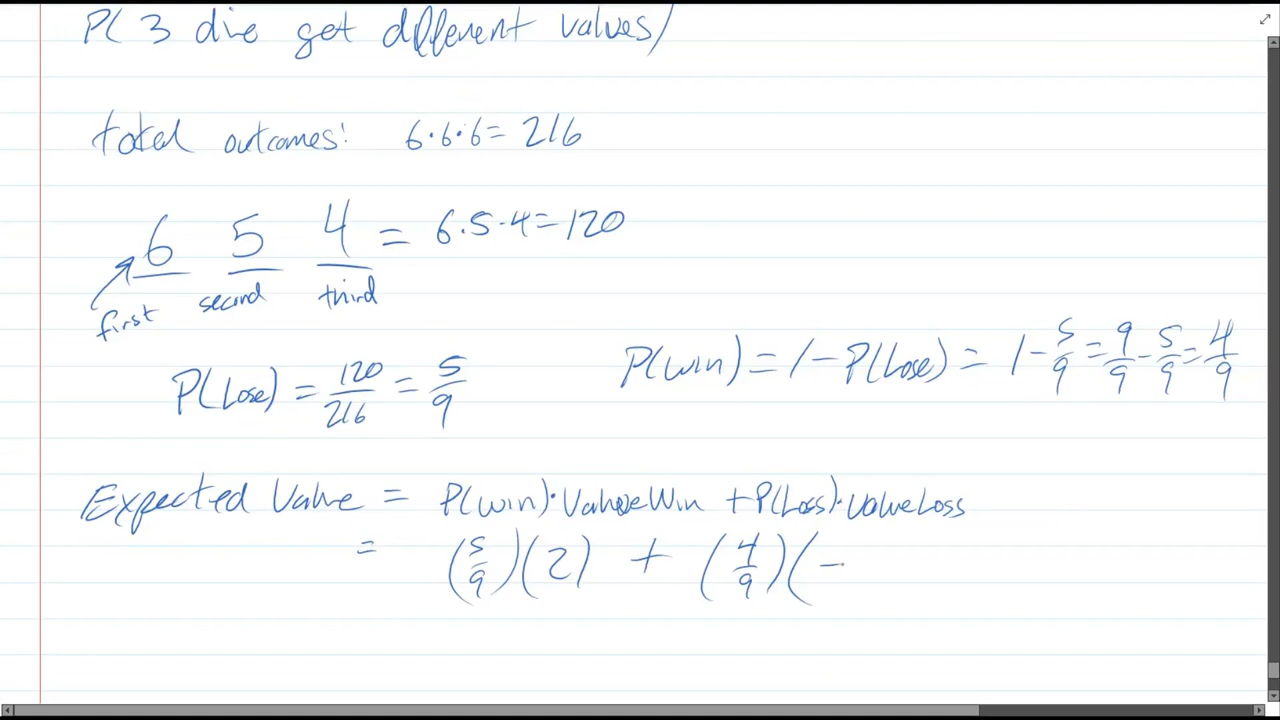 P( 3 die get different values)
total outcomes: 6·6·6 = 216
6 5 4 = 6·5·4=120
first second third
P(Lose) = 120/216 = 5/9
P(win) = 1 - P(Lose) = 1 - 5/9 = 9/9 - 5/9 = 4/9
Expected Value = P(win)·ValueWin + P(Loss)·ValueLoss
= (5/9)(2) + (4/9)(-